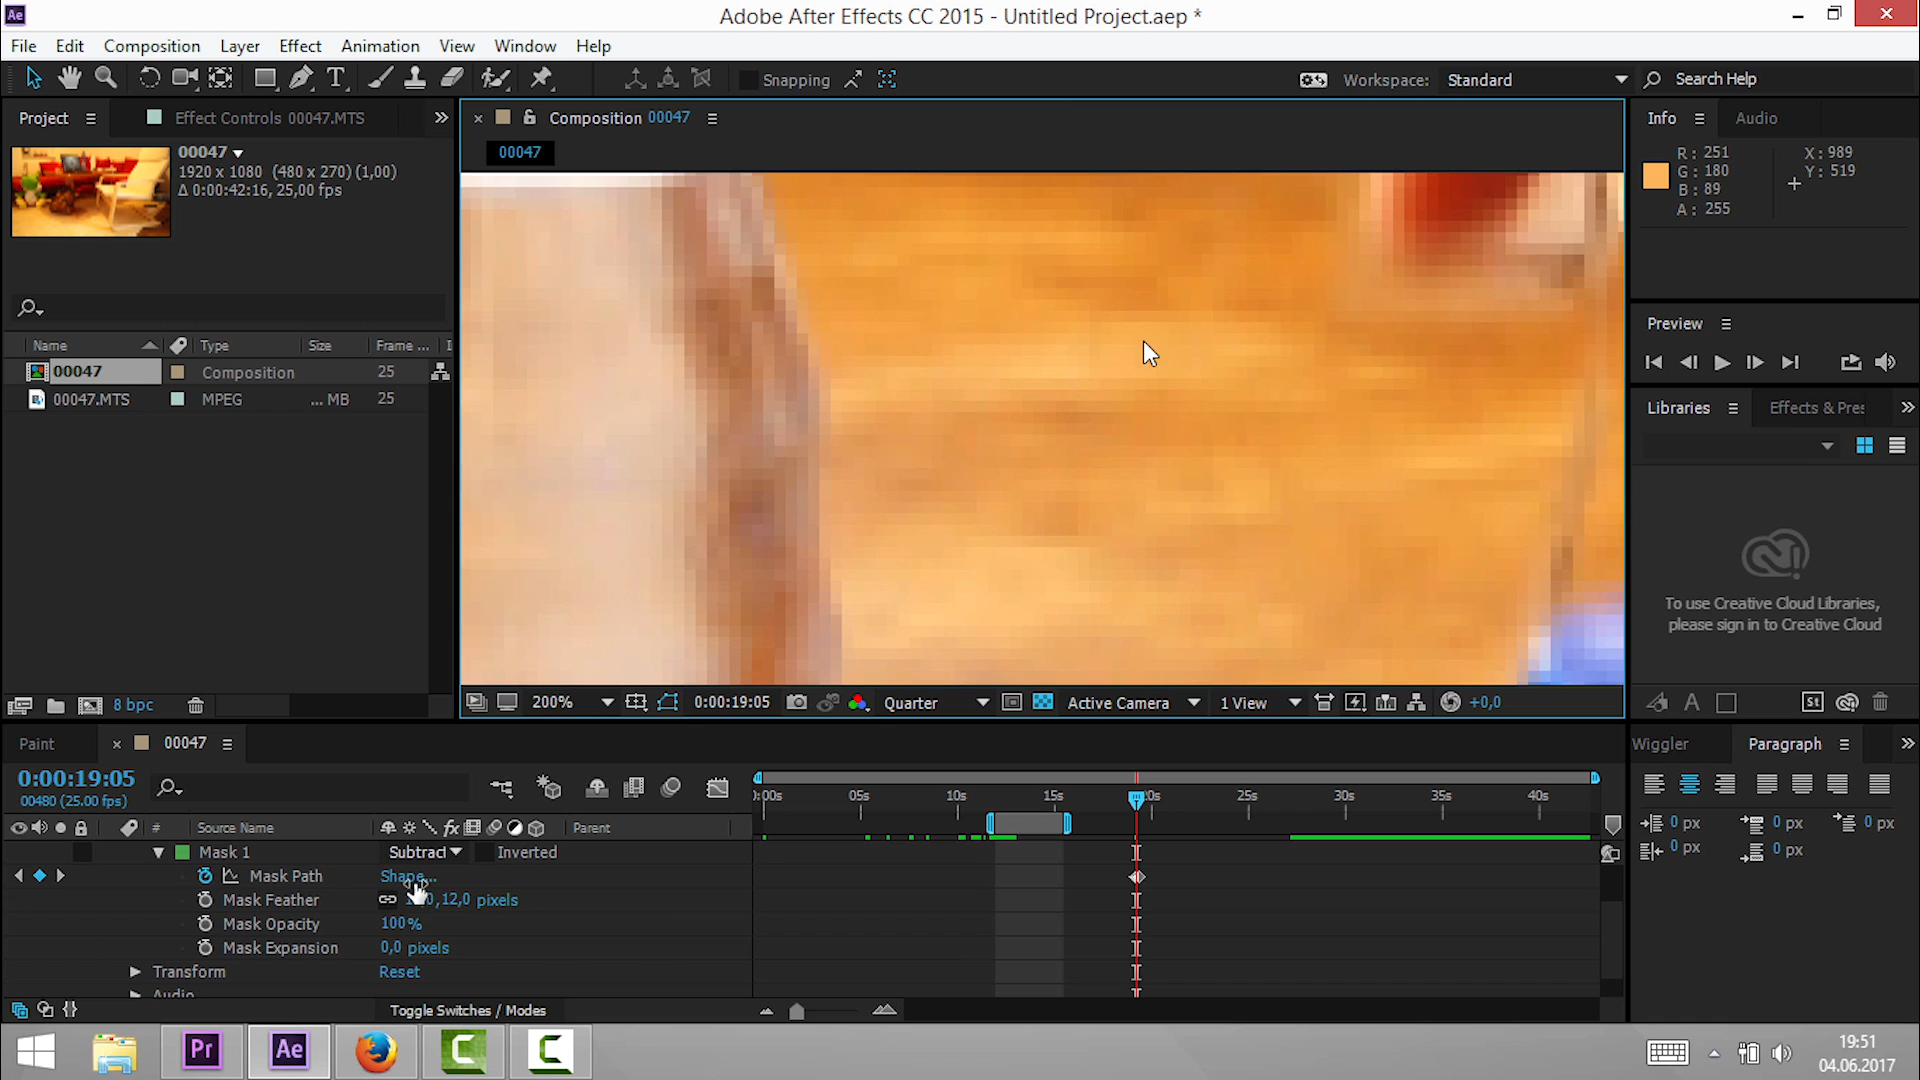 Ae
Adobe After Effects CC 2015 - Untitled Project.aep *
File Edit Composition Layer Effect Animation View Window Help
T Snapping Workspace: Standard Search Help
Project Effect Controls 00047.MTS
00047
1920 x 1080 (480 x 270) (1,00)
Δ 0:00:42:16, 25,00 fps
Name Type Size Frame ...
00047 Composition 25
00047.MTS MPEG ... MB 25
8 bpc
Composition 00047
00047
200% 0:00:19:05 Quarter Active Camera 1 View +0,0
Info Audio
R: 251
G: 180
B: 89
A: 255
X: 989
Y: 519
Preview
Libraries Effects & Pres
To use Creative Cloud Libraries,
please sign in to Creative Cloud
A St
Paint 00047
0:00:19:05
00480 (25.00 fps)
# Source Name fx Parent
Mask 1 Subtract Inverted
Mask Path Shape...
Mask Feather ,12,0 pixels
Mask Opacity 100%
Mask Expansion 0,0 pixels
Transform Reset
Audio
Toggle Switches / Modes
):00s 05s 10s 15s 25s 30s 35s 40s
Wiggler Paragraph
0 px 0 px 0 px
0 px 0 px
Pr Ae C C
19:51
04.06.2017